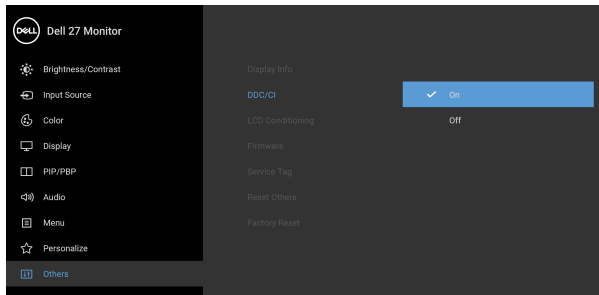 DELL
Dell 27 Monitor
Brightness/Contrast
Display Info
Input Source
DDC/CI
On
Color
LCD Conditioning
Off
Display
Firmware
PIP/PBP
Service Tag
Audio
Reset Others
Menu
Factory Reset
Personalize
Others